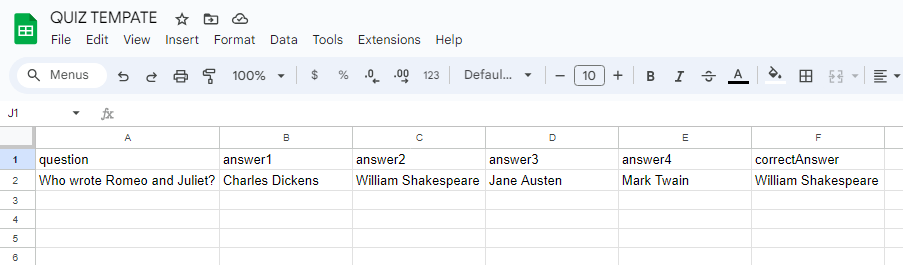 QUIZ TEMPATE
File Edit View Insert Format Data Tools Extensions Help
Menus 100% $ % .0 .00 123 Defaul... − 10 + B I S A
J1 fx
A B C D E F
1 question answer1 answer2 answer3 answer4 correctAnswer
2 Who wrote Romeo and Juliet? Charles Dickens William Shakespeare Jane Austen Mark Twain William Shakespeare
3
4
5
6